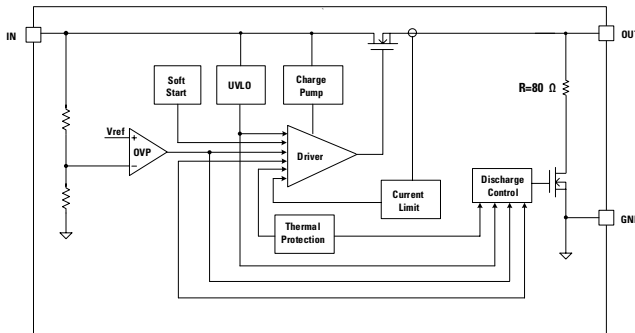 IN
OUT
Soft
Start
UVLO
Charge
Pump
R=80 Ω
Vref
+
OVP
−
Driver
Discharge
Control
Current
Limit
Thermal
Protection
GND